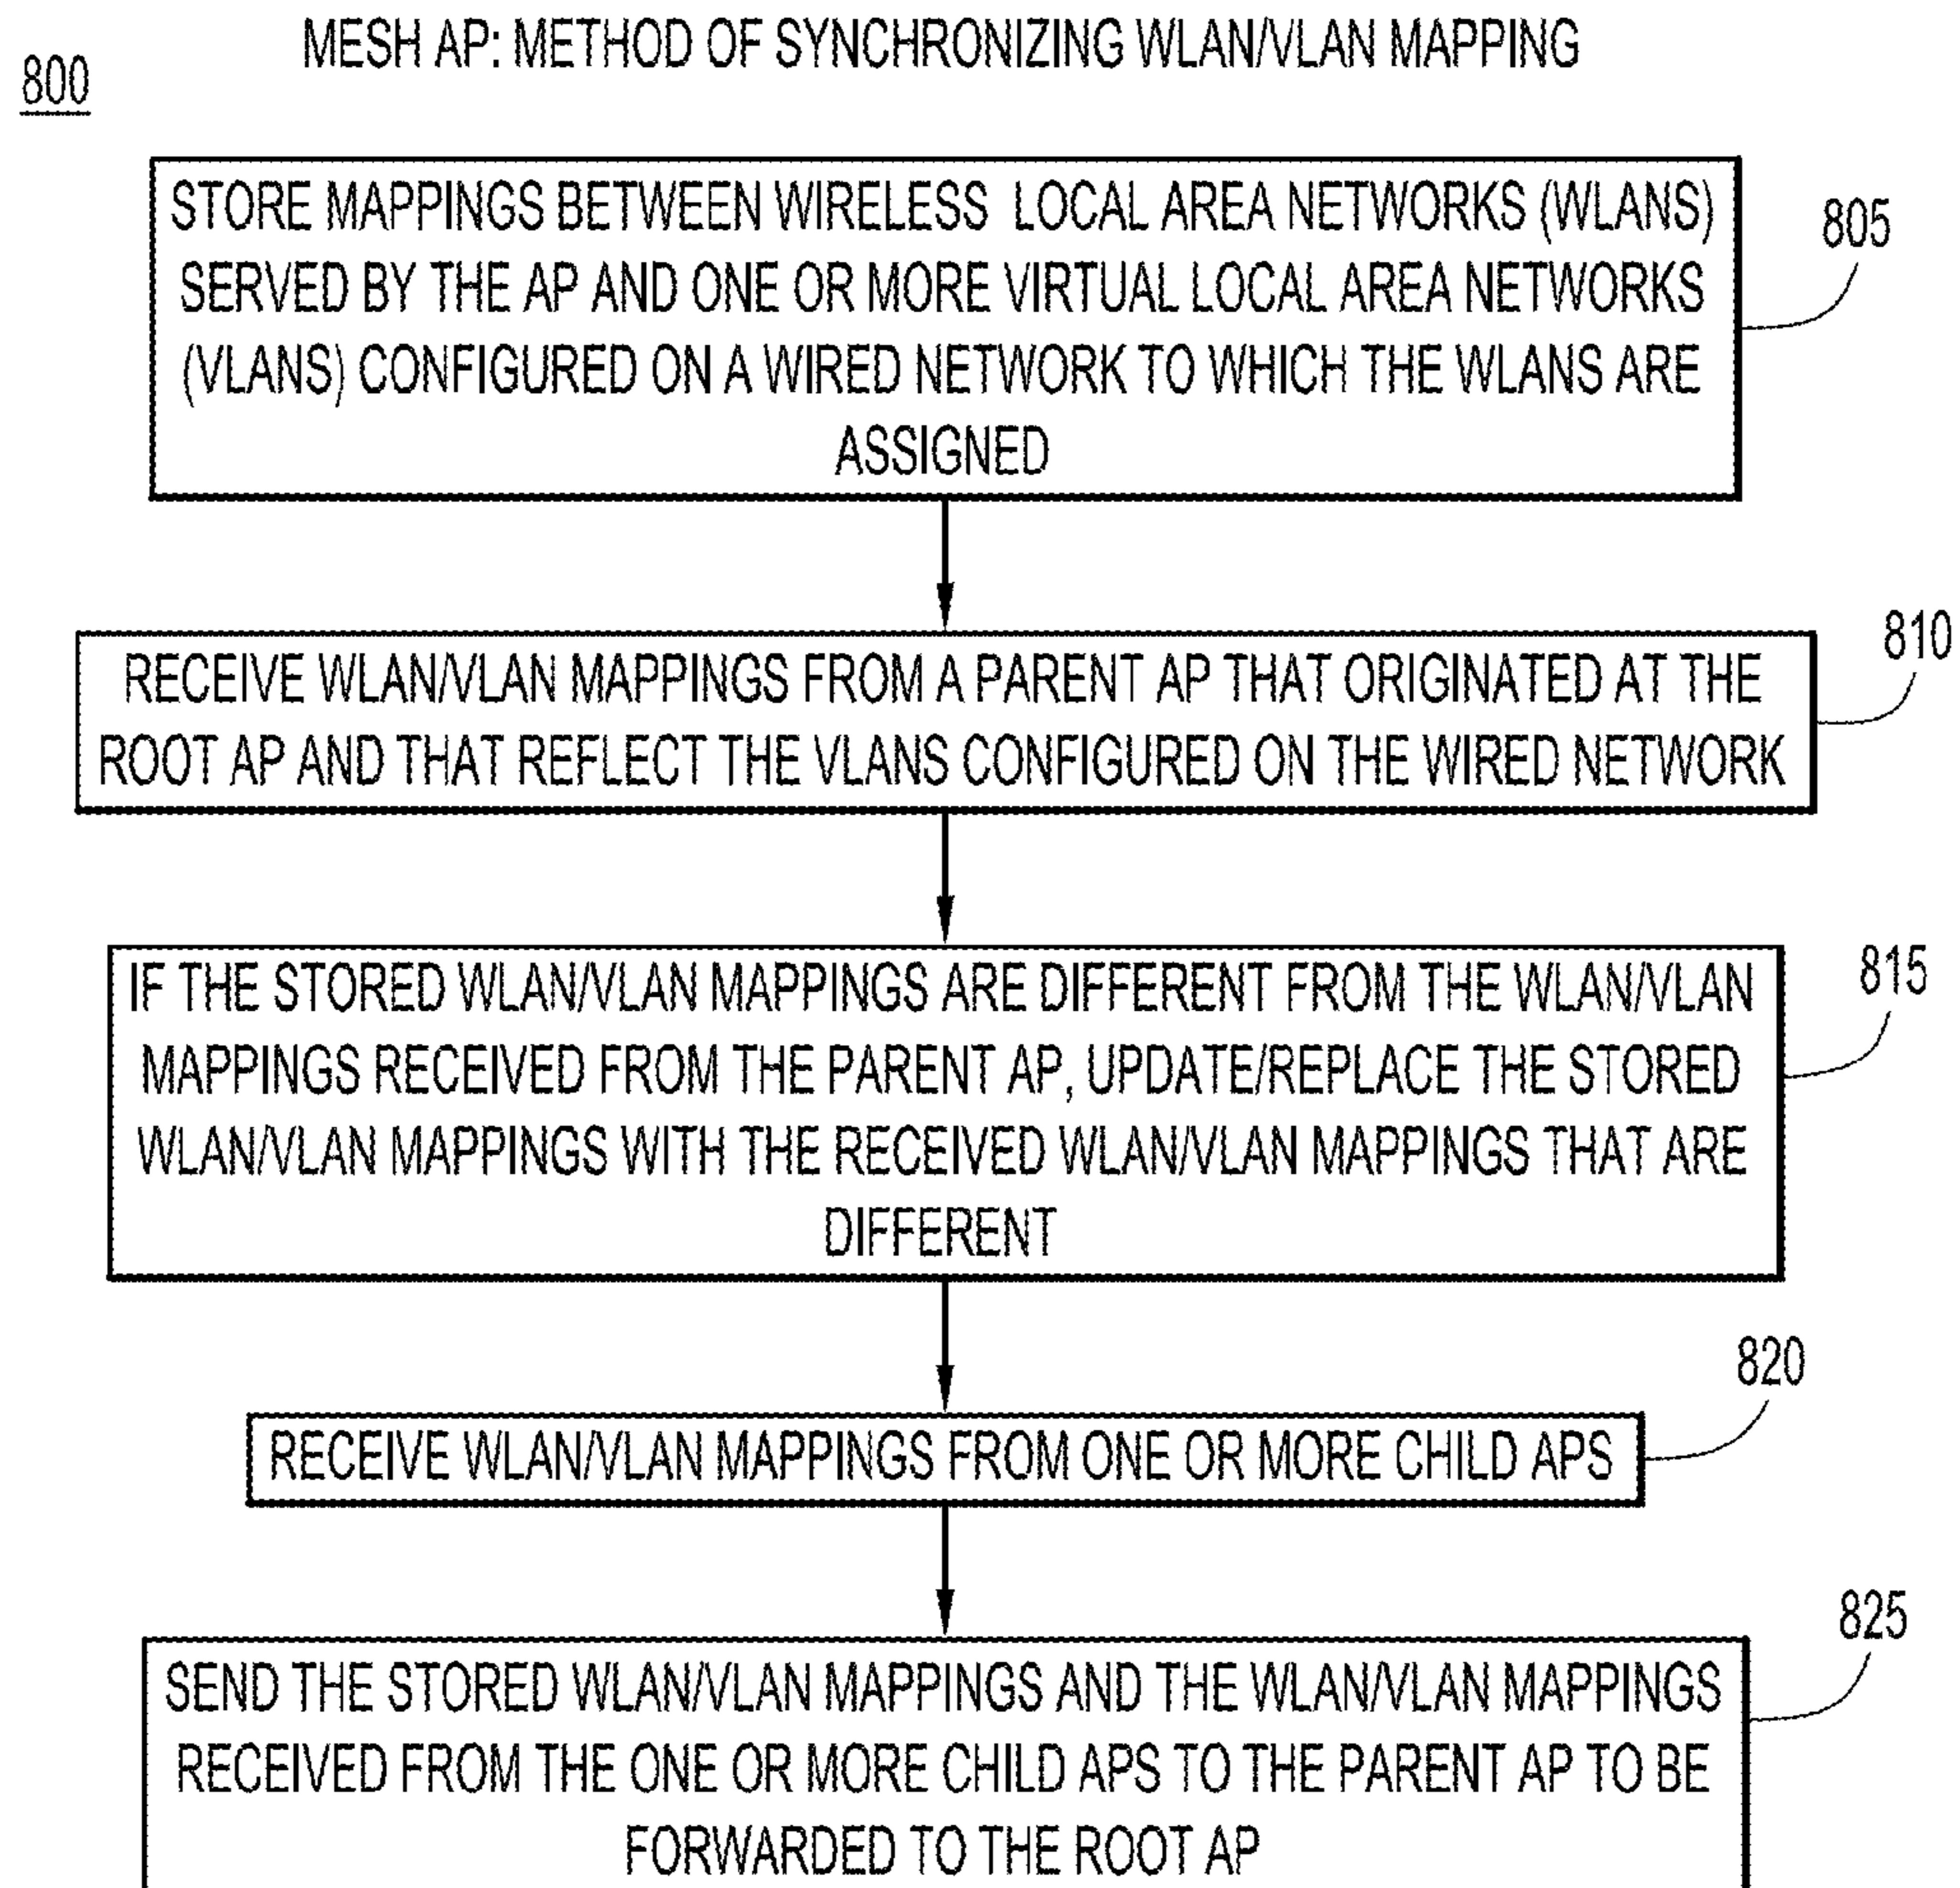 MESH AP: METHOD OF SYNCHRONIZING WLAN/VLAN MAPPING
800
STORE MAPPINGS BETWEEN WIRELESS LOCAL AREA NETWORKS (WLANS)
SERVED BY THE AP AND ONE OR MORE VIRTUAL LOCAL AREA NETWORKS
(VLANS) CONFIGURED ON A WIRED NETWORK TO WHICH THE WLANS ARE
ASSIGNED
805
RECEIVE WLAN/VLAN MAPPINGS FROM A PARENT AP THAT ORIGINATED AT THE
ROOT AP AND THAT REFLECT THE VLANS CONFIGURED ON THE WIRED NETWORK
810
IF THE STORED WLAN/VLAN MAPPINGS ARE DIFFERENT FROM THE WLAN/VLAN
MAPPINGS RECEIVED FROM THE PARENT AP, UPDATE/REPLACE THE STORED
WLAN/VLAN MAPPINGS WITH THE RECEIVED WLAN/VLAN MAPPINGS THAT ARE
DIFFERENT
815
RECEIVE WLAN/VLAN MAPPINGS FROM ONE OR MORE CHILD APS
820
SEND THE STORED WLAN/VLAN MAPPINGS AND THE WLAN/VLAN MAPPINGS
RECEIVED FROM THE ONE OR MORE CHILD APS TO THE PARENT AP TO BE
FORWARDED TO THE ROOT AP
825